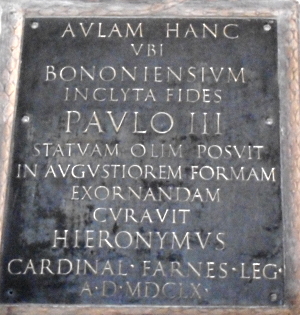 AVLAM HANC
VBI
BONONIENSIVM
INCLYTA FIDES
PAVLO III
STATVAM OLIM POSVIT
IN AVGVSTIOREM FORMAM
EXORNANDAM
CVRAVIT
HIERONYMVS
CARDINAL·FARNES·LEG·
A·D·MDCLX·